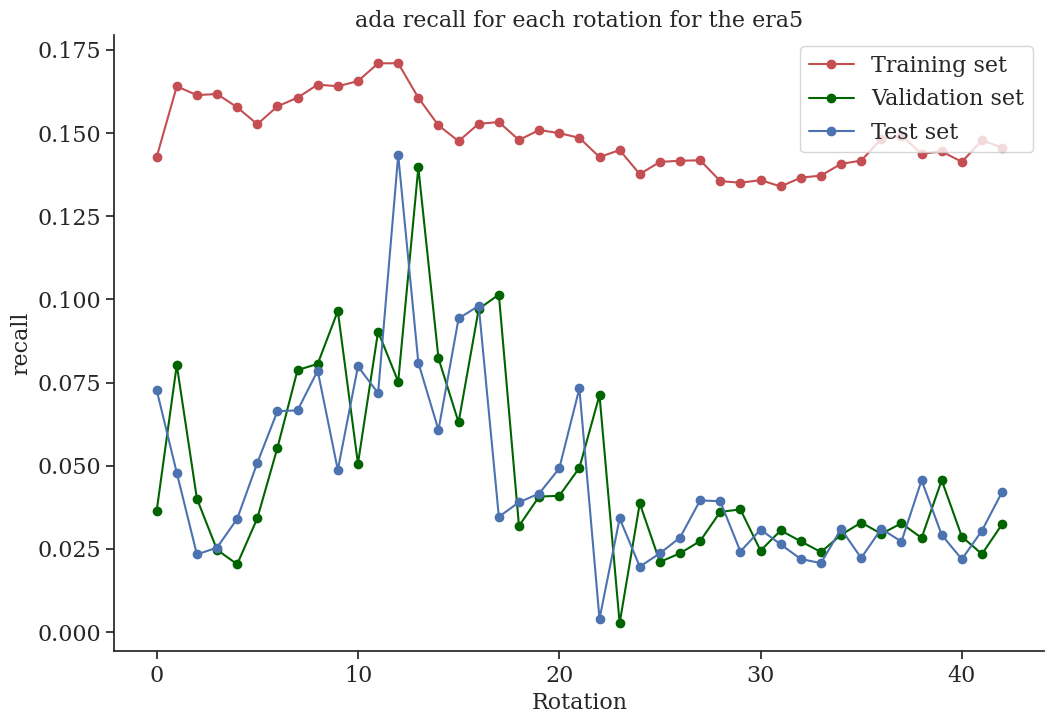 ada recall for each rotation for the era5
0.175
0.150
0.125
0.100
0.075
0.050
0.025
0.000
recall
Training set
Validation set
Test set
0 10 20 30 40
Rotation